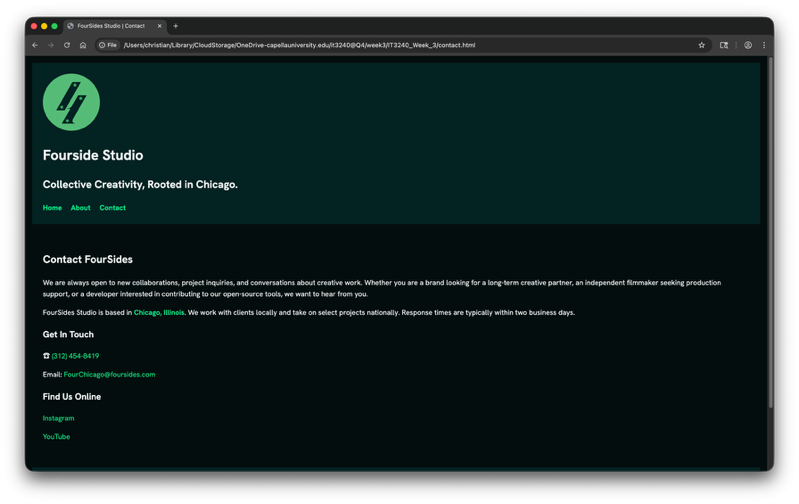 FourSides Studio | Contact
File
/Users/christian/Library/CloudStorage/OneDrive-capellauniversity.edu/it3240@Q4/week3/IT3240_Week_3/contact.html
Fourside Studio
Collective Creativity, Rooted in Chicago.
Home About Contact
Contact FourSides
We are always open to new collaborations, project inquiries, and conversations about creative work. Whether you are a brand looking for a long-term creative partner, an independent filmmaker seeking production
support, or a developer interested in contributing to our open-source tools, we want to hear from you.
FourSides Studio is based in Chicago, Illinois. We work with clients locally and take on select projects nationally. Response times are typically within two business days.
Get In Touch
☎ (312) 454-8419
Email: FourChicago@foursides.com
Find Us Online
Instagram
YouTube